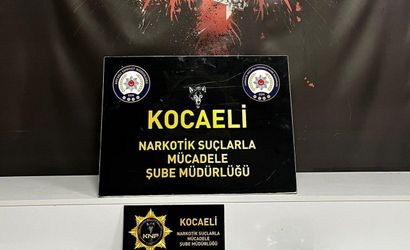 KOCAELİ
NARKOTİK SUÇLARLA
MÜCADELE
ŞUBE MÜDÜRLÜĞÜ
KNP
KOCAELİ
NARKOTİK SUÇLARLA
MÜCADELE
ŞUBE MÜDÜRLÜĞÜ